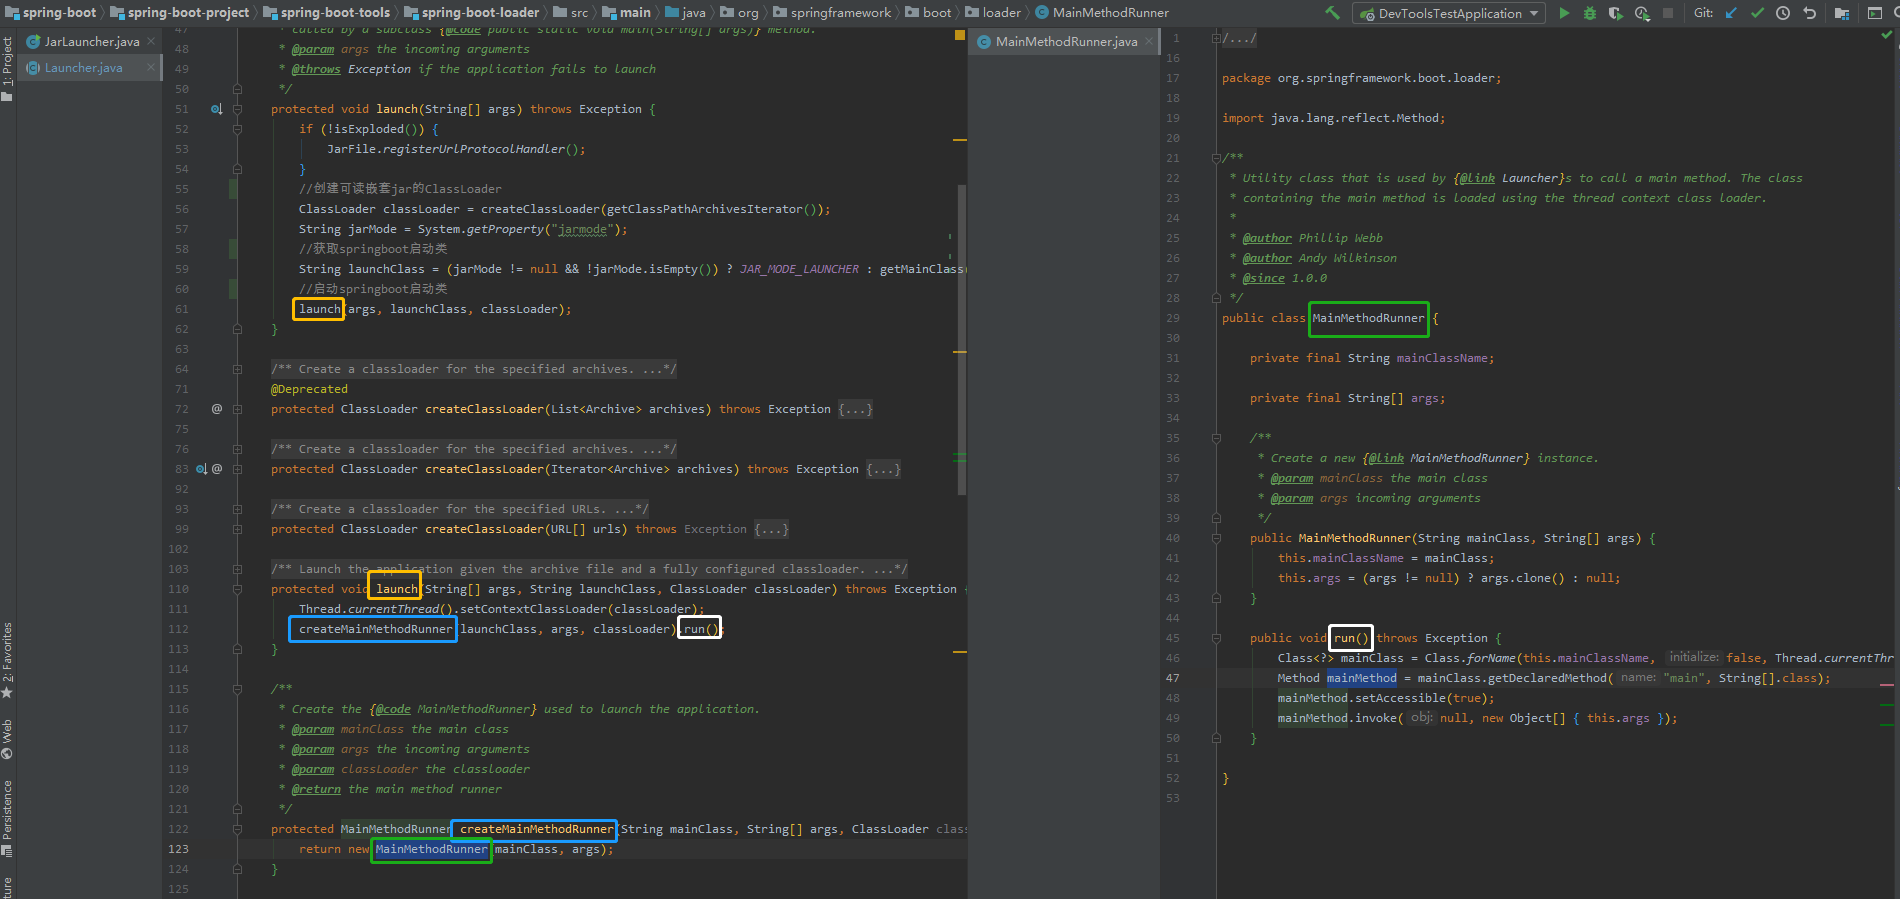 spring-boot 〉 spring-boot-project 〉 spring-boot-tools 〉 spring-boot-loader 〉 src 〉 main 〉 java 〉 org 〉 springframework 〉 boot 〉 loader 〉 MainMethodRunner
DevToolsTestApplication
Git:
1: Project
2: Favorites
Web
Persistence
JarLauncher.java
Launcher.java
47 * called by a subclass {@code public static void main(String[] args)} method.
48 * @param args the incoming arguments
49 * @throws Exception if the application fails to launch
50 */
51 protected void launch(String[] args) throws Exception {
52 if (!isExploded()) {
53 JarFile.registerUrlProtocolHandler();
54 }
55 //创建可读嵌套jar的ClassLoader
56 ClassLoader classLoader = createClassLoader(getClassPathArchivesIterator());
57 String jarMode = System.getProperty("jarmode");
58 //获取springboot启动类
59 String launchClass = (jarMode != null && !jarMode.isEmpty()) ? JAR_MODE_LAUNCHER : getMainClass
60 //启动springboot启动类
61 launch(args, launchClass, classLoader);
62 }
63
64 /** Create a classloader for the specified archives. ...*/
71 @Deprecated
72 @ protected ClassLoader createClassLoader(List<Archive> archives) throws Exception {...}
75
76 /** Create a classloader for the specified archives. ...*/
83 @ protected ClassLoader createClassLoader(Iterator<Archive> archives) throws Exception {...}
92
93 /** Create a classloader for the specified URLs. ...*/
99 protected ClassLoader createClassLoader(URL[] urls) throws Exception {...}
102
103 /** Launch the application given the archive file and a fully configured classloader. ...*/
110 protected void launch(String[] args, String launchClass, ClassLoader classLoader) throws Exception {
111 Thread.currentThread().setContextClassLoader(classLoader);
112 createMainMethodRunner(launchClass, args, classLoader).run();
113 }
114
115 /**
116 * Create the {@code MainMethodRunner} used to launch the application.
117 * @param mainClass the main class
118 * @param args the incoming arguments
119 * @param classLoader the classloader
120 * @return the main method runner
121 */
122 protected MainMethodRunner createMainMethodRunner(String mainClass, String[] args, ClassLoader clas
123 return new MainMethodRunner(mainClass, args);
124 }
125
MainMethodRunner.java
1 /.../
16
17 package org.springframework.boot.loader;
18
19 import java.lang.reflect.Method;
20
21 /**
22 * Utility class that is used by {@link Launcher}s to call a main method. The class
23 * containing the main method is loaded using the thread context class loader.
24 *
25 * @author Phillip Webb
26 * @author Andy Wilkinson
27 * @since 1.0.0
28 */
29 public class MainMethodRunner {
30
31 private final String mainClassName;
32
33 private final String[] args;
34
35 /**
36 * Create a new {@link MainMethodRunner} instance.
37 * @param mainClass the main class
38 * @param args incoming arguments
39 */
40 public MainMethodRunner(String mainClass, String[] args) {
41 this.mainClassName = mainClass;
42 this.args = (args != null) ? args.clone() : null;
43 }
44
45 public void run() throws Exception {
46 Class<?> mainClass = Class.forName(this.mainClassName, initialize: false, Thread.currentThr
47 Method mainMethod = mainClass.getDeclaredMethod( name: "main", String[].class);
48 mainMethod.setAccessible(true);
49 mainMethod.invoke( obj: null, new Object[] { this.args });
50 }
51
52 }
53